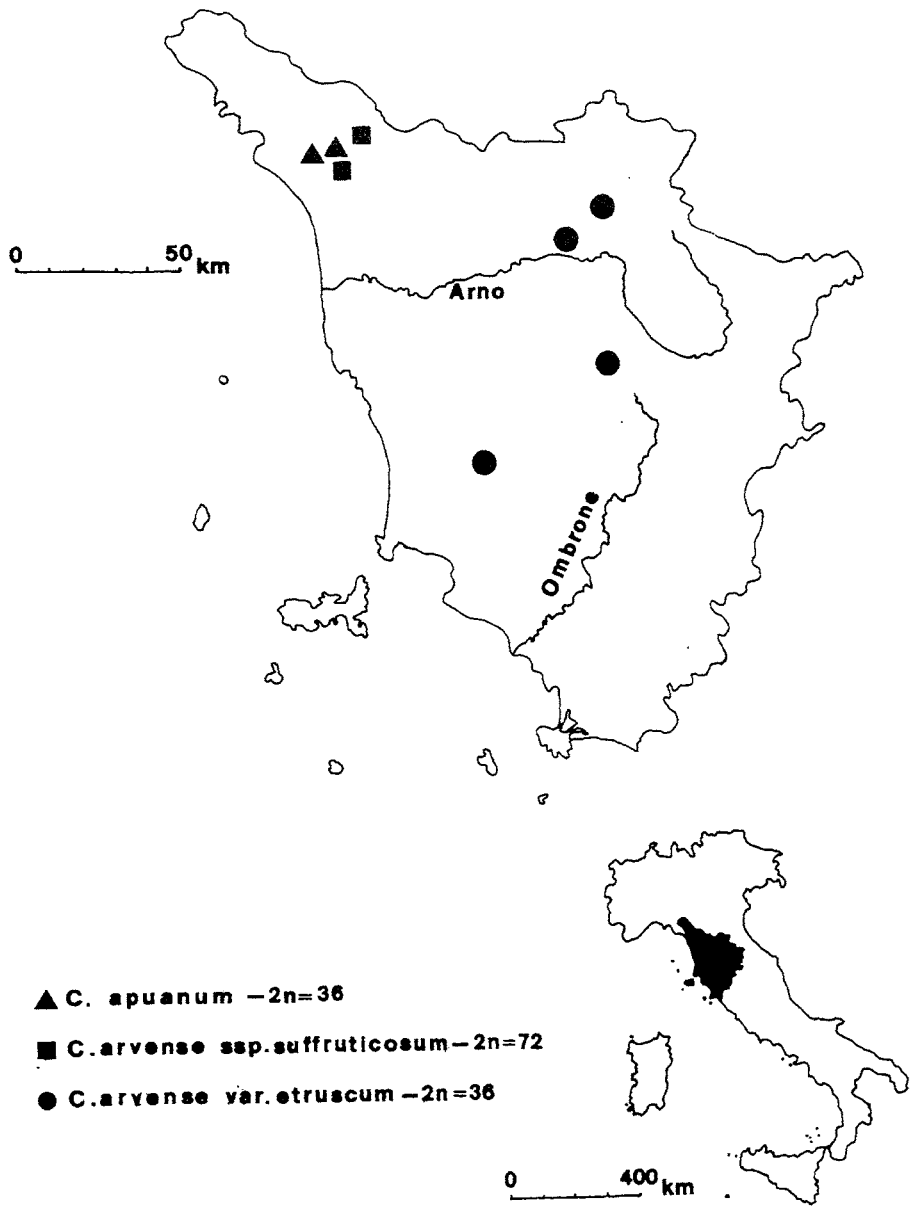 0 50 km
Arno
Ombrone
▲ C. apuanum — 2n=36
■ C. arvense ssp. suffruticosum — 2n=72
● C. arvense var. etruscum — 2n=36
0 400 km